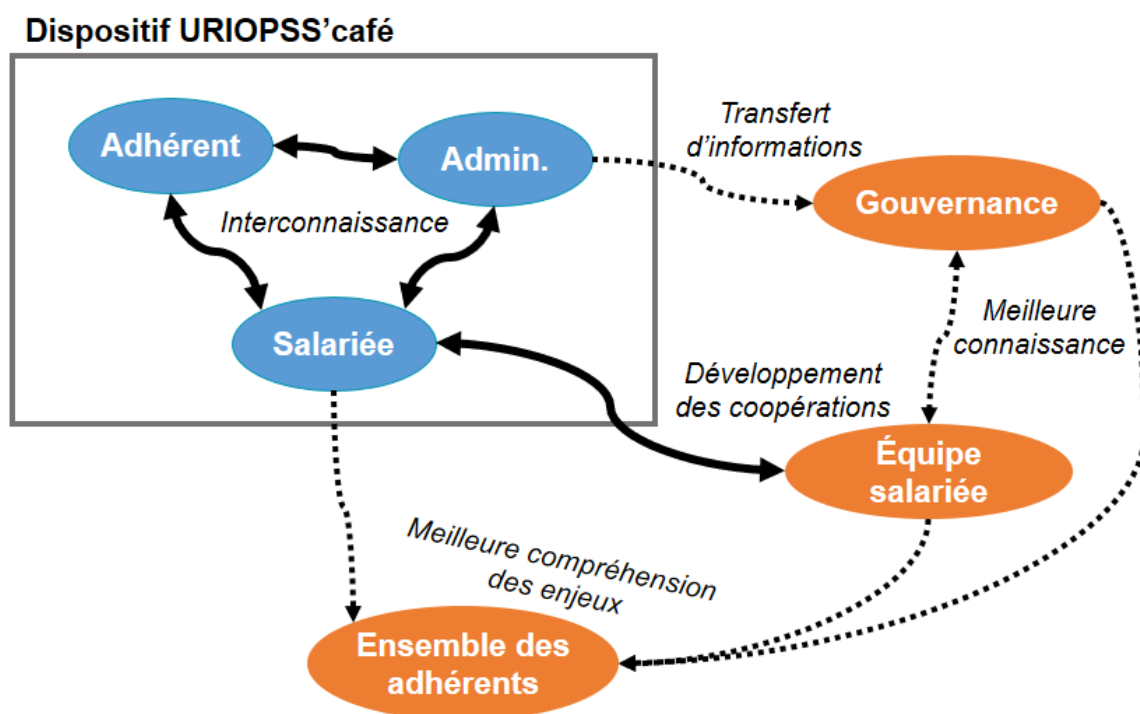 Dispositif URIOPSS’café
Adhérent
Admin.
Interconnaissance
Salariée
Transfert
d’informations
Gouvernance
Meilleure
connaissance
Développement
des coopérations
Équipe
salariée
Meilleure compréhension
des enjeux
Ensemble des
adhérents